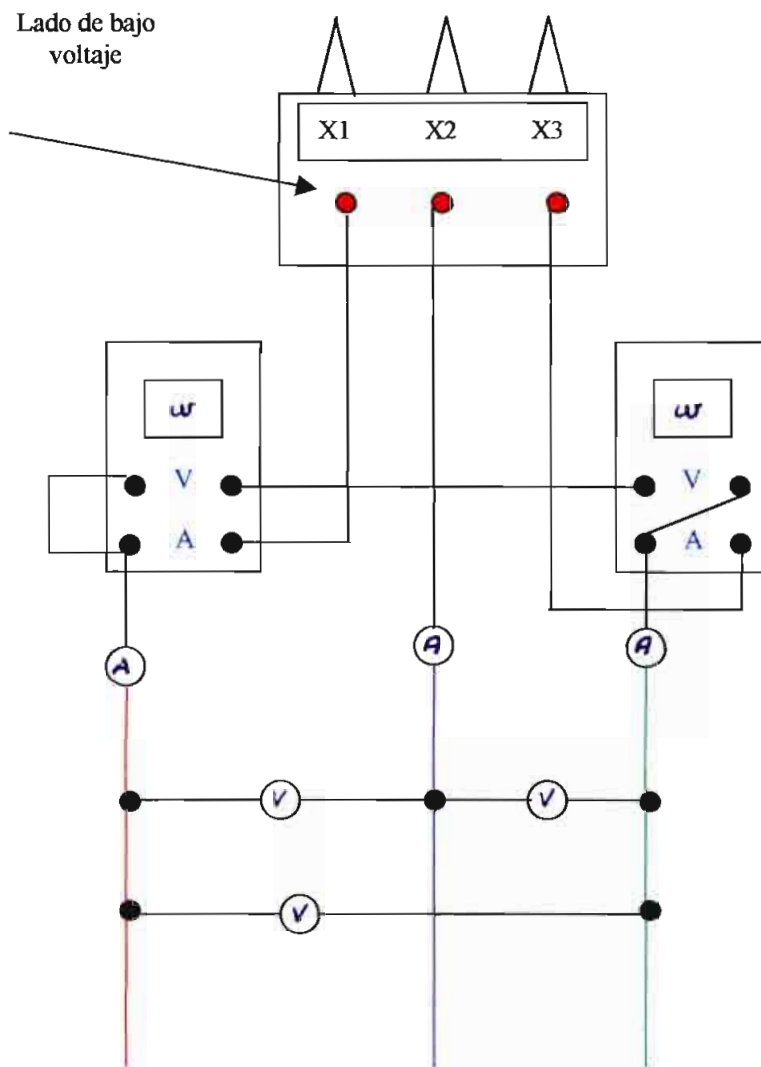 Lado de bajo
voltaje
X1 X2 X3
W W
V V
A A
A A A
V V
V